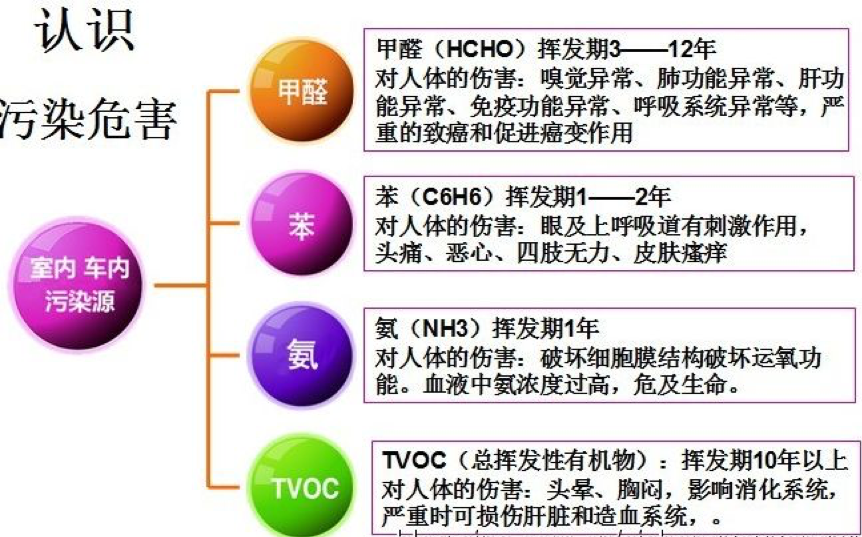 认识
污染危害
室内 车内
污染源
甲醛
甲醛（HCHO）挥发期3——12年
对人体的伤害：嗅觉异常、肺功能异常、肝功
能异常、免疫功能异常、呼吸系统异常等，严
重的致癌和促进癌变作用
苯
苯（C6H6）挥发期1——2年
对人体的伤害：眼及上呼吸道有刺激作用，
头痛、恶心、四肢无力、皮肤瘙痒
氨
氨（NH3）挥发期1年
对人体的伤害：破坏细胞膜结构破坏运氧功
能。血液中氨浓度过高，危及生命。
TVOC
TVOC（总挥发性有机物）：挥发期10年以上
对人体的伤害：头晕、胸闷，影响消化系统，
严重时可损伤肝脏和造血系统，。